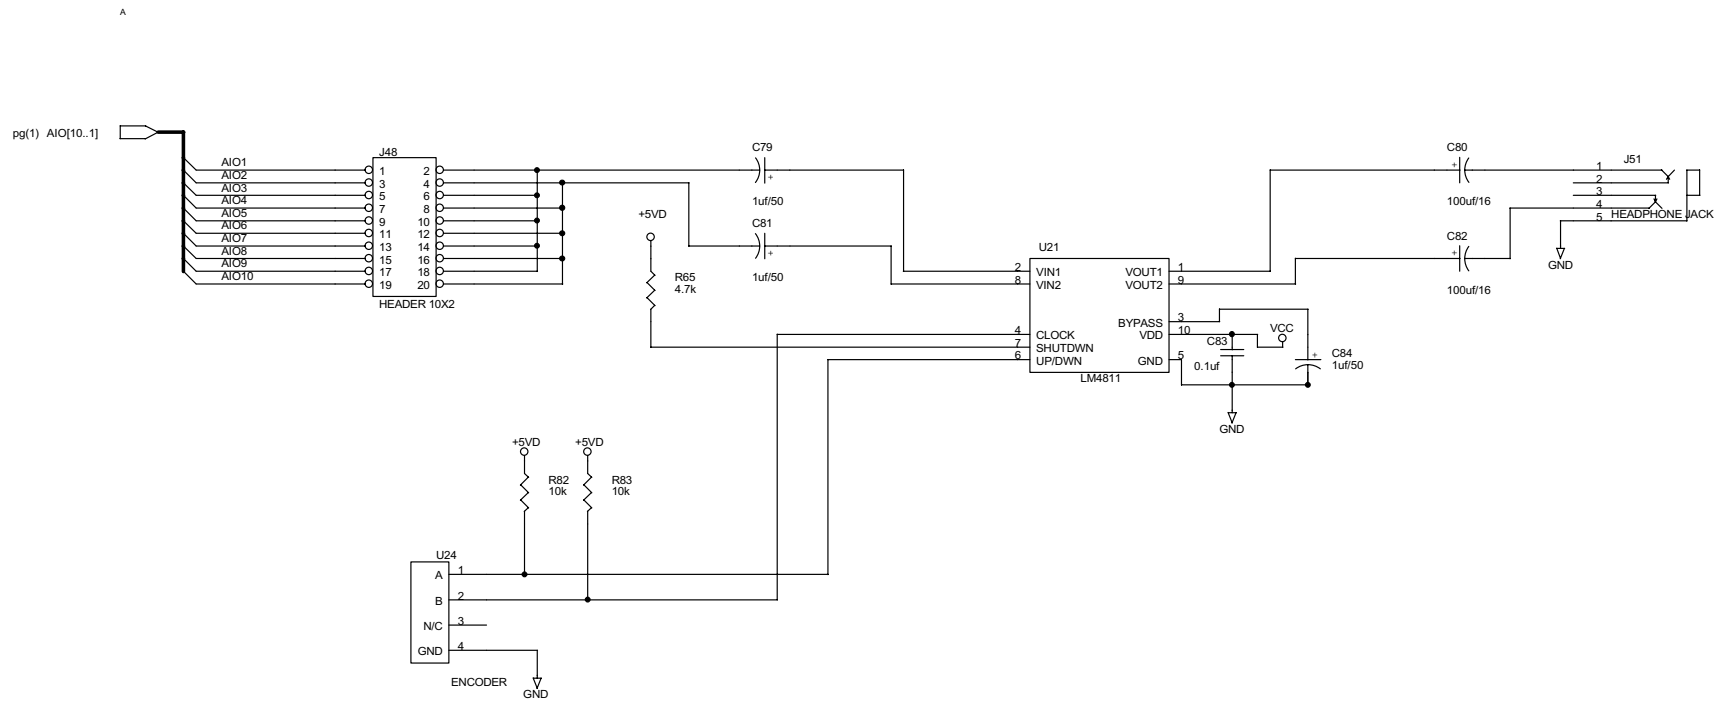 A
pg(1) AIO[10..1]
AIO1
AIO2
AIO3
AIO4
AIO5
AIO6
AIO7
AIO8
AIO9
AIO10
J48
1 2
3 4
5 6
7 8
9 10
11 12
13 14
15 16
17 18
19 20
HEADER 10X2
C79
+
1uf/50
C81
+
1uf/50
+5VD
R65
4.7k
U21
2 VIN1 VOUT1 1
8 VIN2 VOUT2 9
BYPASS 3
4 CLOCK VDD 10
7 SHUTDWN
6 UP/DWN GND 5
LM4811
C83
0.1uf
VCC
+
C84
1uf/50
GND
C80
+
100uf/16
C82
+
100uf/16
J51
1
2
3
4
5
HEADPHONE JACK
GND
+5VD
+5VD
R82
10k
R83
10k
U24
A 1
B 2
N/C 3
GND 4
ENCODER
GND